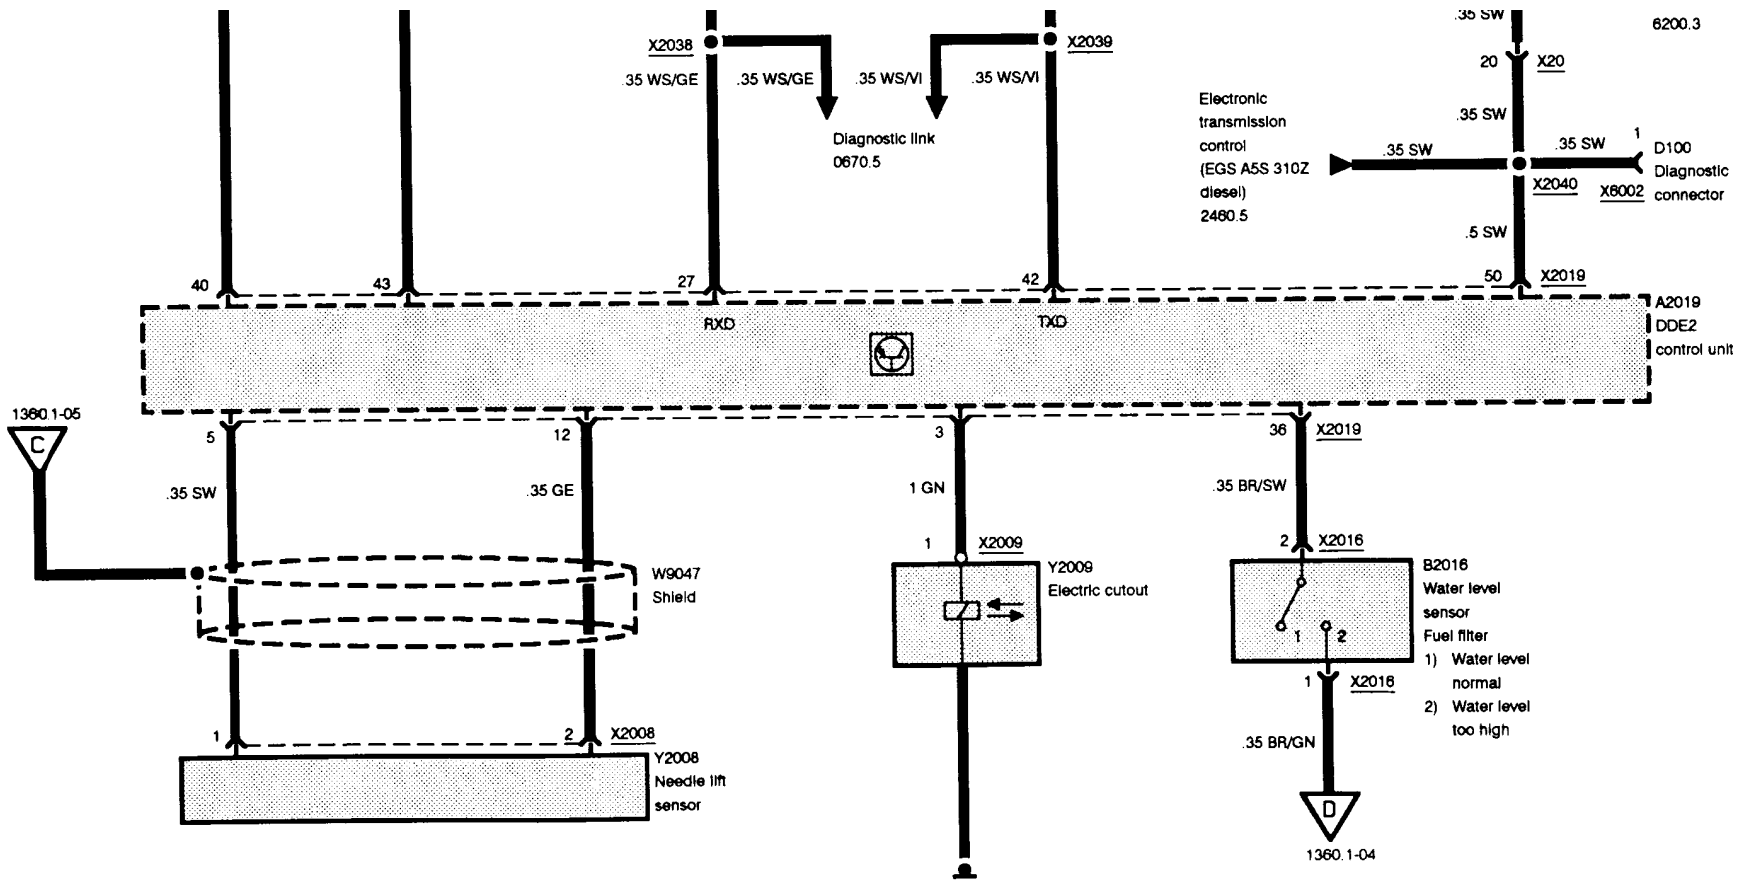 .35 SW
6200.3
X2038
X2039
20
X20
.35 WS/GE
.35 WS/GE
.35 WS/VI
.35 WS/VI
Electronic
transmission
control
(EGS A5S 310Z
diesel)
2460.5
Diagnostic link
0670.5
.35 SW
.35 SW
.35 SW
1
D100
Diagnostic
connector
X2040
X6002
.5 SW
40
43
27
42
50
X2019
RXD
TXD
A2019
DDE2
control unit
1360.1-05
C
5
12
3
36
X2019
.35 SW
.35 GE
1 GN
.35 BR/SW
1
X2009
2
X2016
W9047
Shield
Y2009
Electric cutout
B2016
Water level
sensor
Fuel filter
1) Water level
normal
2) Water level
too high
1
2
1
X2016
1
2
X2008
.35 BR/GN
Y2008
Needle lift
sensor
D
1360.1-04